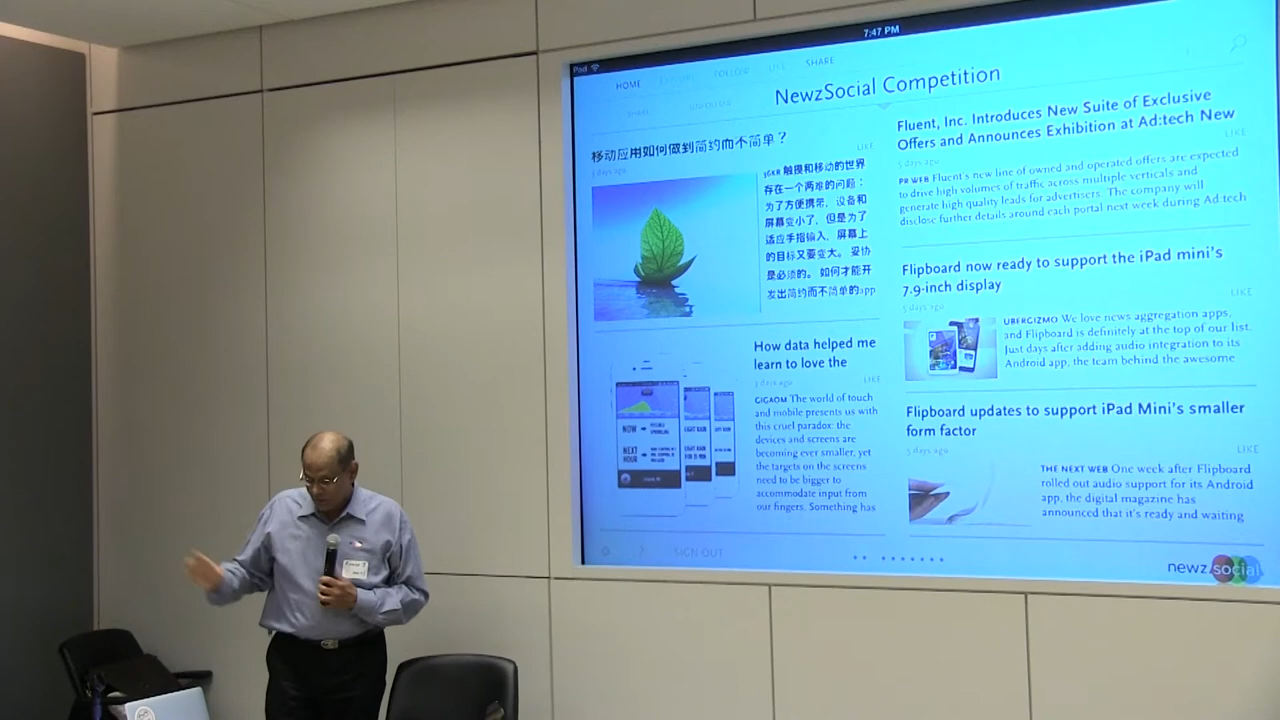 iPad
7:47 PM
HOME
FOLLOW
LIKE
SHARE
SHARE
UNFOLLOW
NewzSocial Competition
移动应用如何做到简约而不简单？
3 days ago
LIKE
36KR 触摸和移动的世界
存在一个两难的问题：
为了方便携带，设备和
屏幕变小了，但是为了
适应手指输入，屏幕上
的目标又要变大。妥协
是必须的。如何才能开
发出简约而不简单的app
How data helped me
learn to love the
3 days ago
LIKE
GIGAOM The world of touch
and mobile presents us with
this cruel paradox: the
devices and screens are
becoming ever smaller, yet
the targets on the screens
need to be bigger to
accommodate input from
our fingers. Something has
NOW
NEXT
HOUR
Fluent, Inc. Introduces New Suite of Exclusive
Offers and Announces Exhibition at Ad:tech New
5 days ago
LIKE
PR WEB Fluent's new line of owned and operated offers are expected
to drive high volumes of traffic across multiple verticals and
generate high quality leads for advertisers. The company will
disclose further details around each portal next week during Ad:tech
Flipboard now ready to support the iPad mini's
7.9-inch display
5 days ago
LIKE
UBERGIZMO We love news aggregation apps,
and Flipboard is definitely at the top of our list.
Just days after adding audio integration to its
Android app, the team behind the awesome
Flipboard updates to support iPad Mini's smaller
form factor
5 days ago
LIKE
THE NEXT WEB One week after Flipboard
rolled out audio support for its Android
app, the digital magazine has
announced that it's ready and waiting
SIGN OUT
newz social